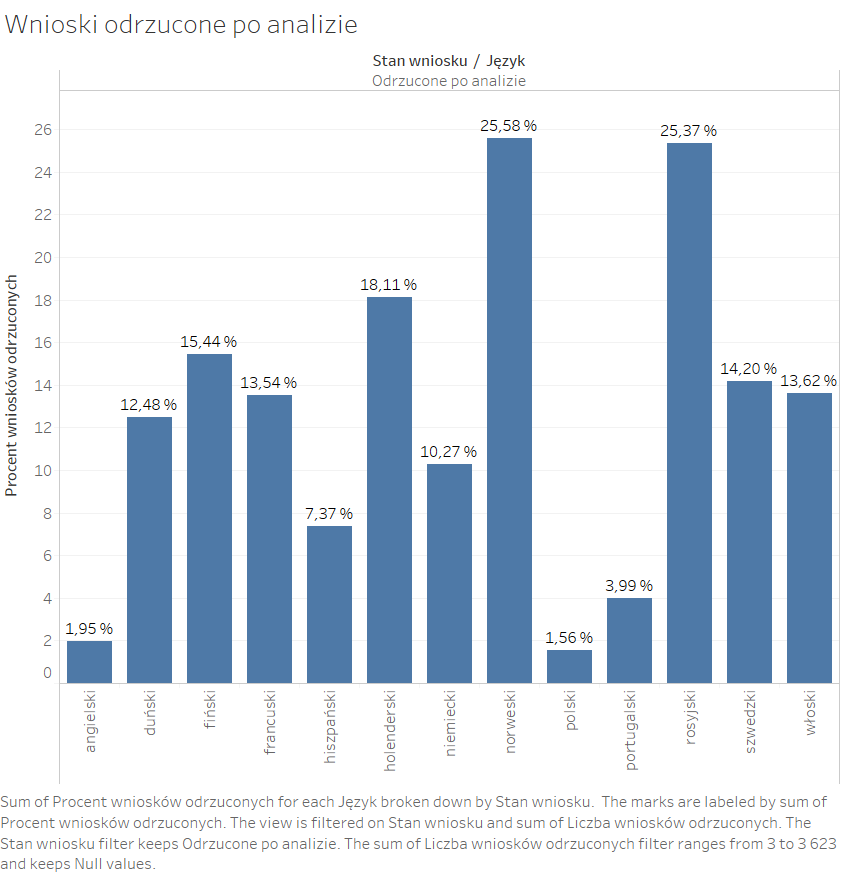 Wnioski odrzucone po analizie
Stan wniosku / Język
Odrzucone po analizie
Procent wniosków odrzuconych
26
24
22
20
18
16
14
12
10
8
6
4
2
0
1,95 %
12,48 %
15,44 %
13,54 %
7,37 %
18,11 %
10,27 %
25,58 %
1,56 %
3,99 %
25,37 %
14,20 %
13,62 %
angielski
duński
fiński
francuski
hiszpański
holenderski
niemiecki
norweski
polski
portugalski
rosyjski
szwedzki
włoski
Sum of Procent wniosków odrzuconych for each Język broken down by Stan wniosku.  The marks are labeled by sum of
Procent wniosków odrzuconych. The view is filtered on Stan wniosku and sum of Liczba wniosków odrzuconych. The
Stan wniosku filter keeps Odrzucone po analizie. The sum of Liczba wniosków odrzuconych filter ranges from 3 to 3 623
and keeps Null values.